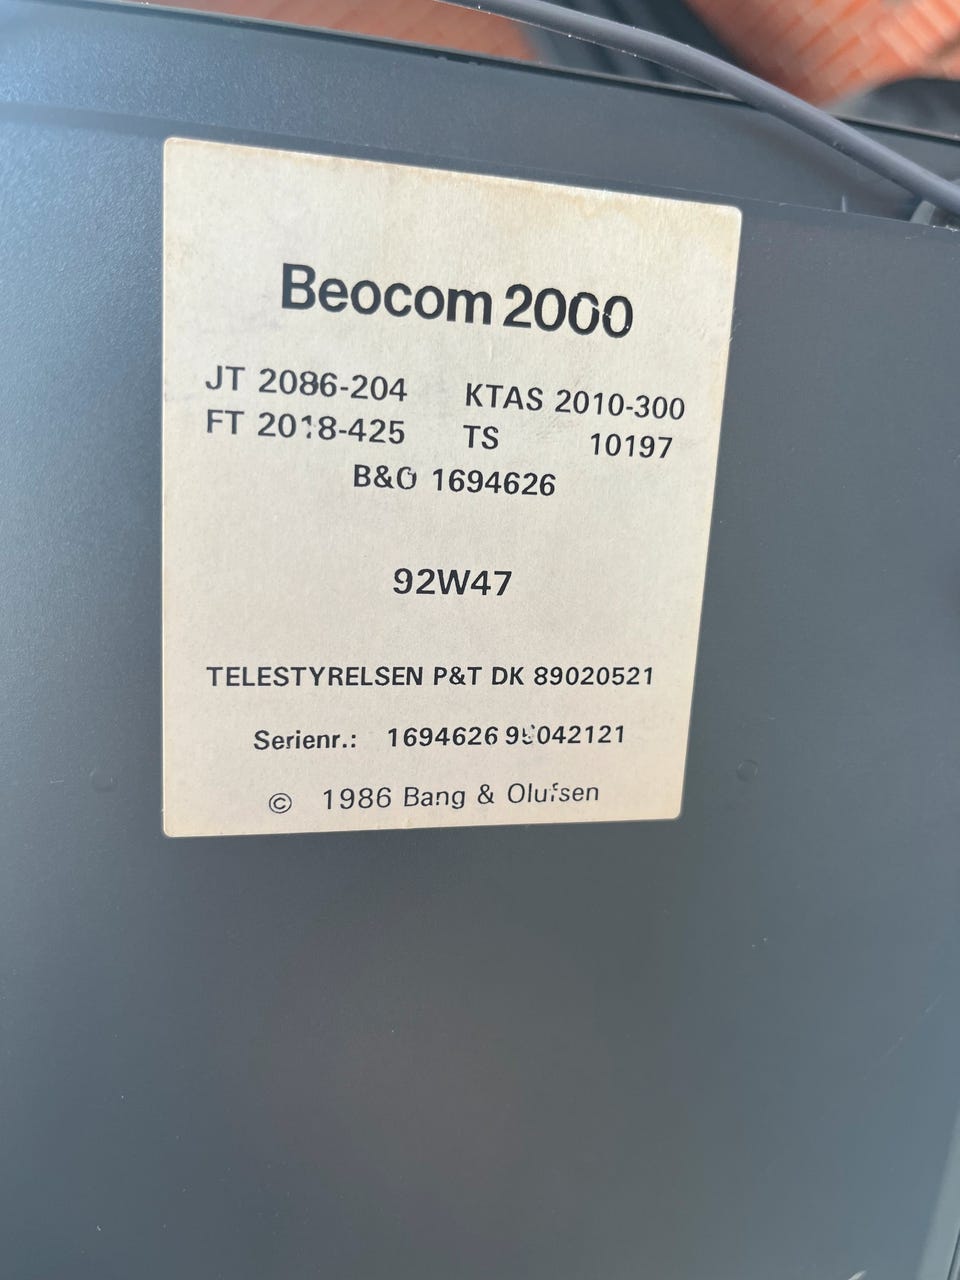 Beocom 2000
JT 2086-204 KTAS 2010-300
FT 2018-425 TS 10197
B&O 1694626
92W47
TELESTYRELSEN P&T DK 89020521
Serienr.: 1694626
© 1986 Bang & Olufsen